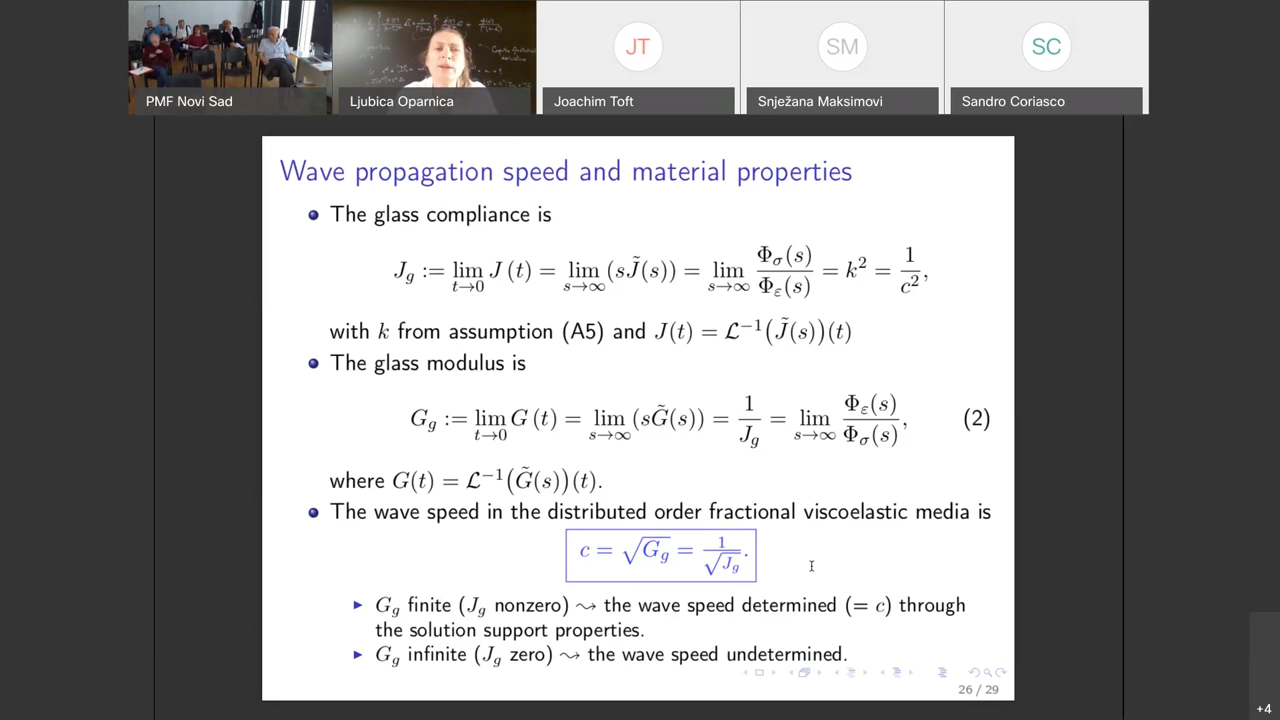 JT
SM
SC
PMF Novi Sad
Ljubica Oparnica
Joachim Toft
Snježana Maksimovi
Sandro Coriasco
Wave propagation speed and material properties
The glass compliance is
J_g := lim_{t→0} J (t) = lim_{s→∞} (sJ̃(s)) = lim_{s→∞} Φ_σ(s)/Φ_ε(s) = k² = 1/c²,
with k from assumption (A5) and J(t) = ℒ⁻¹(J̃(s))(t)
The glass modulus is
G_g := lim_{t→0} G (t) = lim_{s→∞} (sG̃(s)) = 1/J_g = lim_{s→∞} Φ_ε(s)/Φ_σ(s), (2)
where G(t) = ℒ⁻¹(G̃(s))(t).
The wave speed in the distributed order fractional viscoelastic media is
c = √G_g = 1/√J_g.
G_g finite (J_g nonzero) ⇝ the wave speed determined (= c) through
the solution support properties.
G_g infinite (J_g zero) ⇝ the wave speed undetermined.
26 / 29
+4